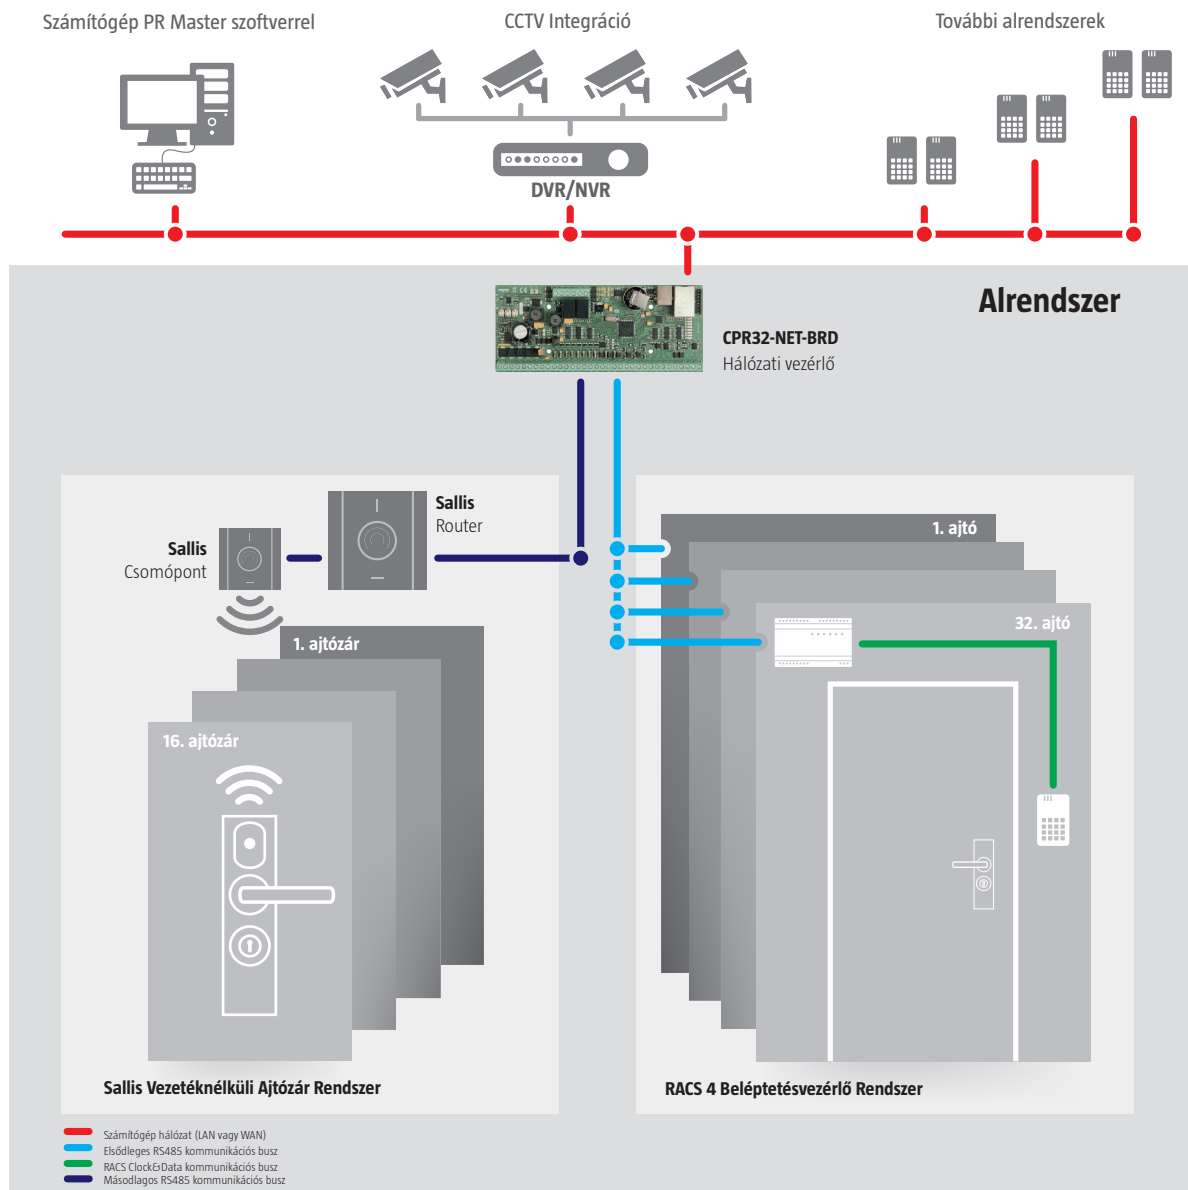 Számítógép PR Master szoftverrel
CCTV Integráció
További alrendszerek
DVR/NVR
Alrendszer
CPR32-NET-BRD
Hálózati vezérlő
Sallis
Router
Sallis
Csomópont
1. ajtó
32. ajtó
1. ajtózár
16. ajtózár
Sallis Vezetéknélküli Ajtózár Rendszer
RACS 4 Beléptetésvezérlő Rendszer
Számítógép hálózat (LAN vagy WAN)
Elsődleges RS485 kommunikációs busz
RACS Clock&Data kommunikációs busz
Másodlagos RS485 kommunikációs busz